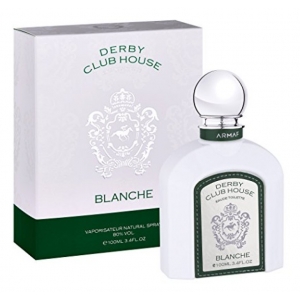 DERBY
CLUB HOUSE
BLANCHE
VAPORISATEUR NATURAL SPRAY
80% VOL
℮100ML 3.4FL.OZ
ARMAF
DERBY
CLUB HOUSE
EAU DE TOILETTE
BLANCHE
℮100ML 3.4FL.OZ